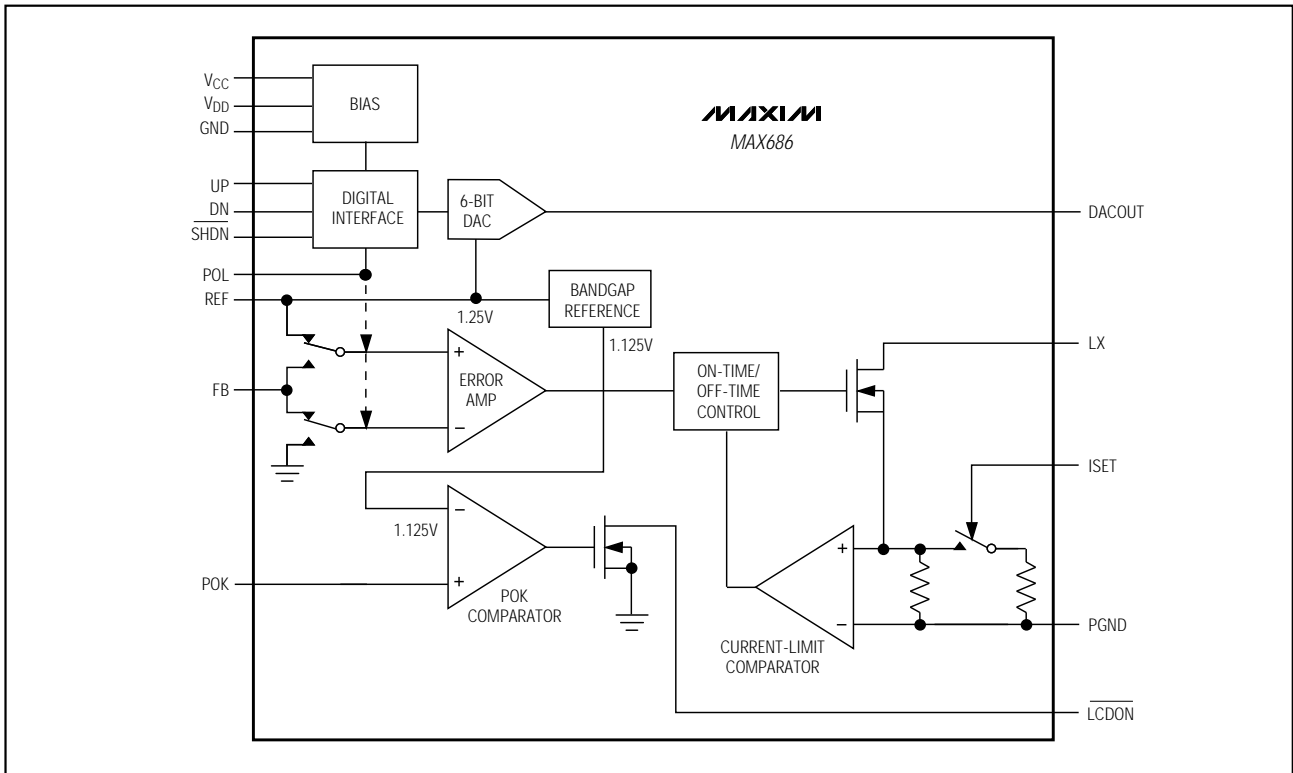 VCC
VDD
GND
BIAS
MAXIM
MAX686
UP
DN
SHDN
DIGITAL
INTERFACE
6-BIT
DAC
DACOUT
POL
REF
1.25V
BANDGAP
REFERENCE
1.125V
FB
+
−
ERROR
AMP
ON-TIME/
OFF-TIME
CONTROL
LX
ISET
1.125V
−
+
POK
POK
COMPARATOR
+
−
CURRENT-LIMIT
COMPARATOR
PGND
LCDON